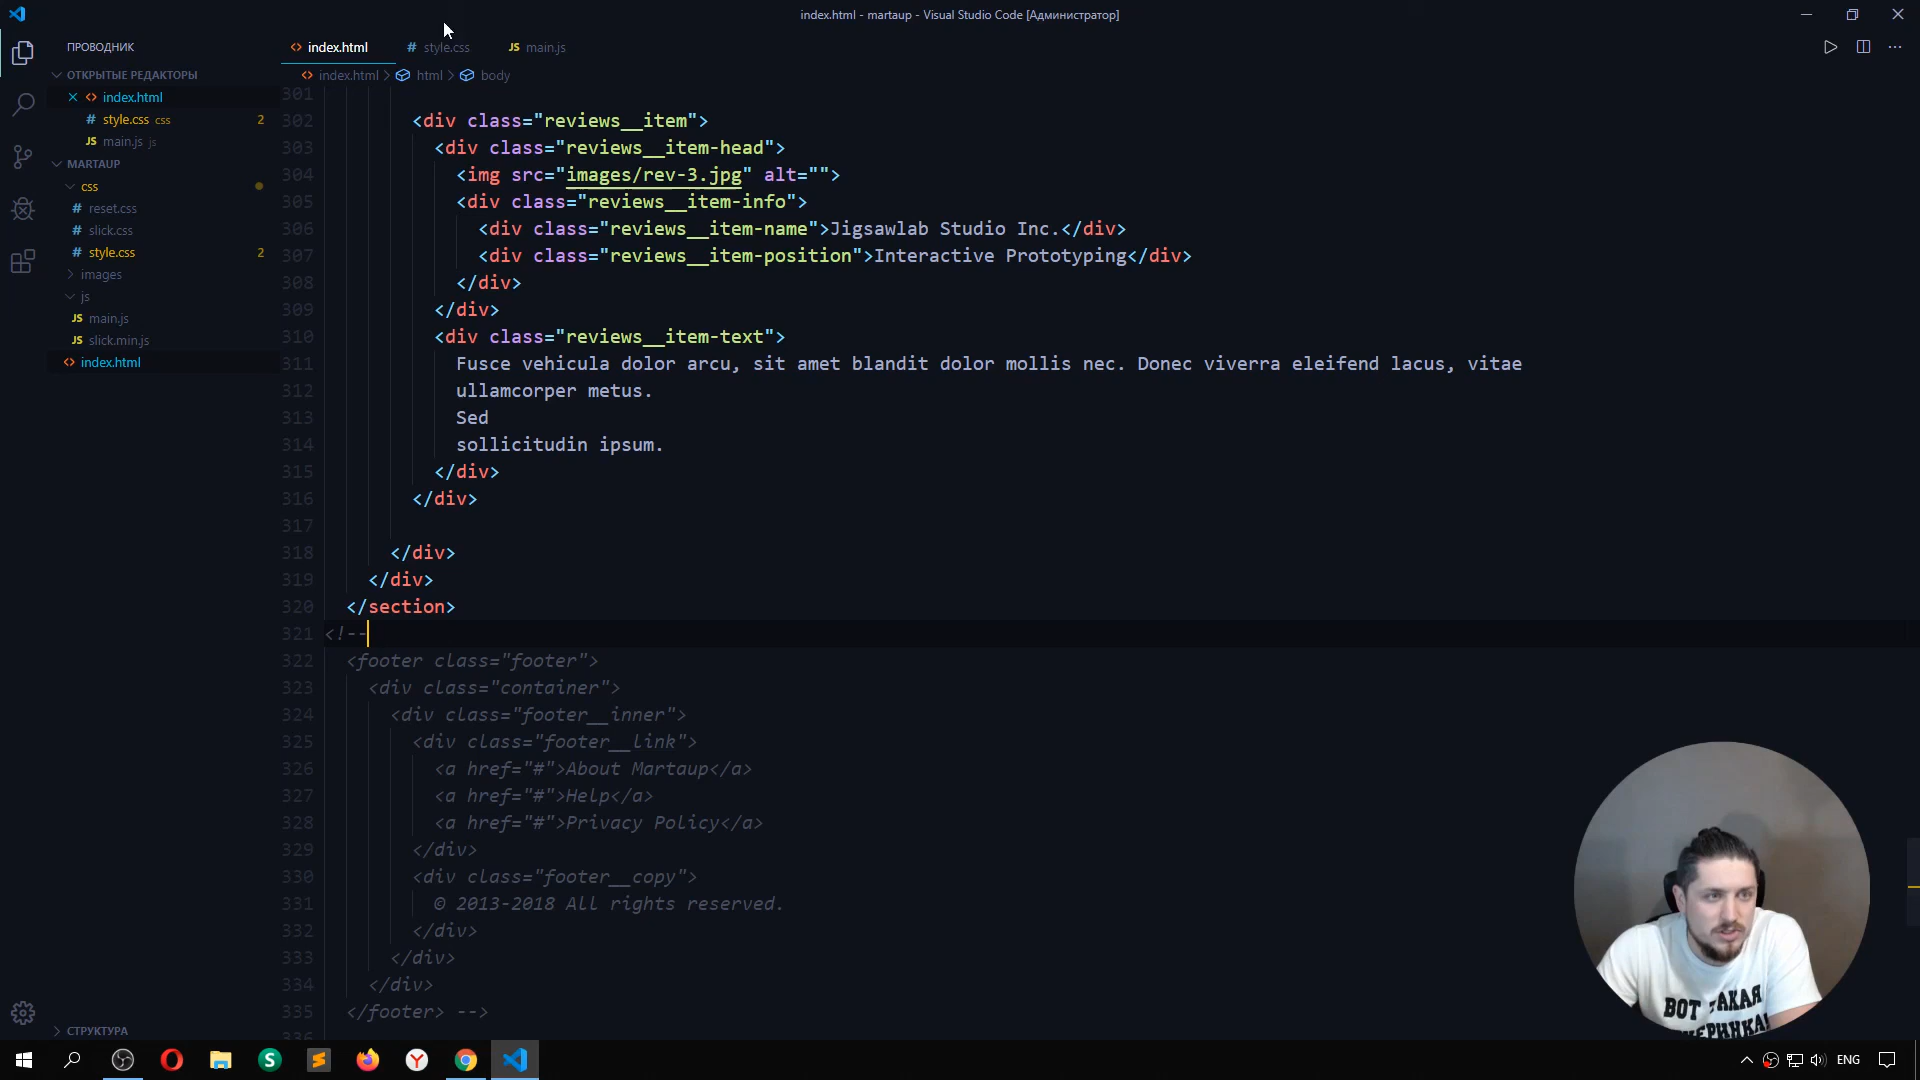 index.html - martaup - Visual Studio Code [Администратор]
ПРОВОДНИК
ОТКРЫТЫЕ РЕДАКТОРЫ
index.html
style.css css 2
main.js js
MARTAUP
css
reset.css
slick.css
style.css 2
images
js
main.js
slick.min.js
index.html
СТРУКТУРА
index.html style.css main.js
index.html > html > body
301
302 <div class="reviews__item">
303 <div class="reviews__item-head">
304 <img src="images/rev-3.jpg" alt="">
305 <div class="reviews__item-info">
306 <div class="reviews__item-name">Jigsawlab Studio Inc.</div>
307 <div class="reviews__item-position">Interactive Prototyping</div>
308 </div>
309 </div>
310 <div class="reviews__item-text">
311 Fusce vehicula dolor arcu, sit amet blandit dolor mollis nec. Donec viverra eleifend lacus, vitae
312 ullamcorper metus.
313 Sed
314 sollicitudin ipsum.
315 </div>
316 </div>
317
318 </div>
319 </div>
320 </section>
321 <!--
322 <footer class="footer">
323 <div class="container">
324 <div class="footer__inner">
325 <div class="footer__link">
326 <a href="#">About Martaup</a>
327 <a href="#">Help</a>
328 <a href="#">Privacy Policy</a>
329 </div>
330 <div class="footer__copy">
331 © 2013-2018 All rights reserved.
332 </div>
333 </div>
334 </div>
335 </footer> -->
ВОТ ТАКАЯ
ENG